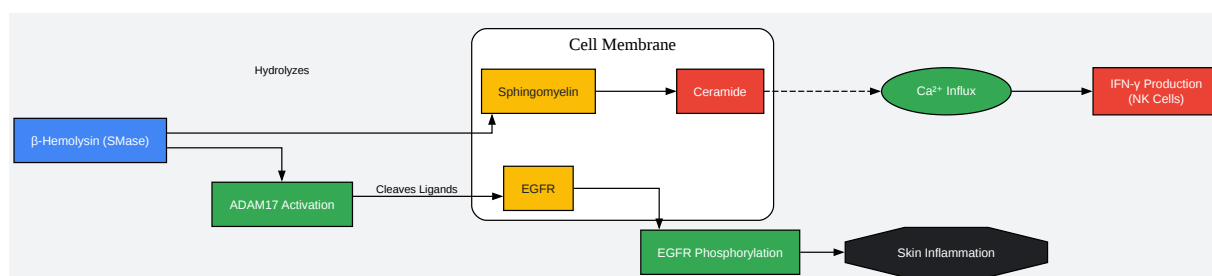 Cell Membrane
Hydrolyzes
Sphingomyelin
Ceramide
Ca²⁺ Influx
IFN-γ Production
(NK Cells)
β-Hemolysin (SMase)
ADAM17 Activation
Cleaves Ligands
EGFR
EGFR Phosphorylation
Skin Inflammation